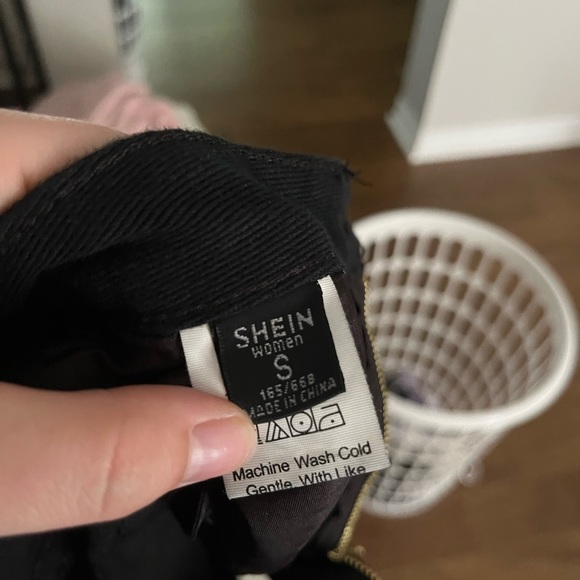 SHEIN
women
S
165/66B
MADE IN CHINA
Machine Wash Cold
Gentle With Like